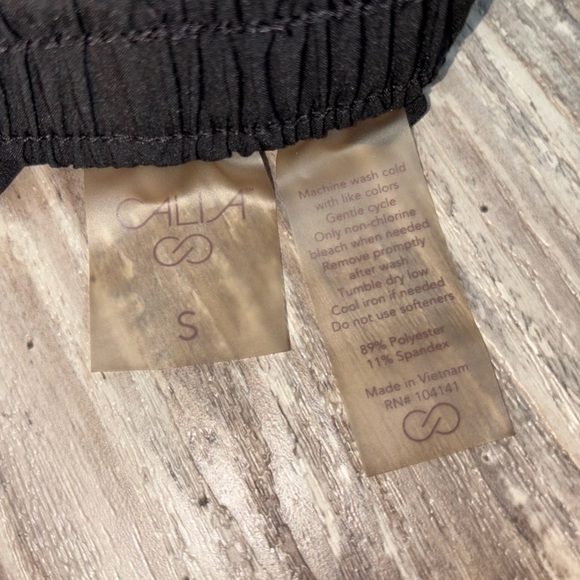 CALIA
S
Machine wash cold
with like colors
Gentle cycle
Only non-chlorine
bleach when needed
Remove promptly
after wash
Tumble dry low
Cool iron if needed
Do not use softeners
89% Polyester
11% Spandex
Made in Vietnam
RN# 104141